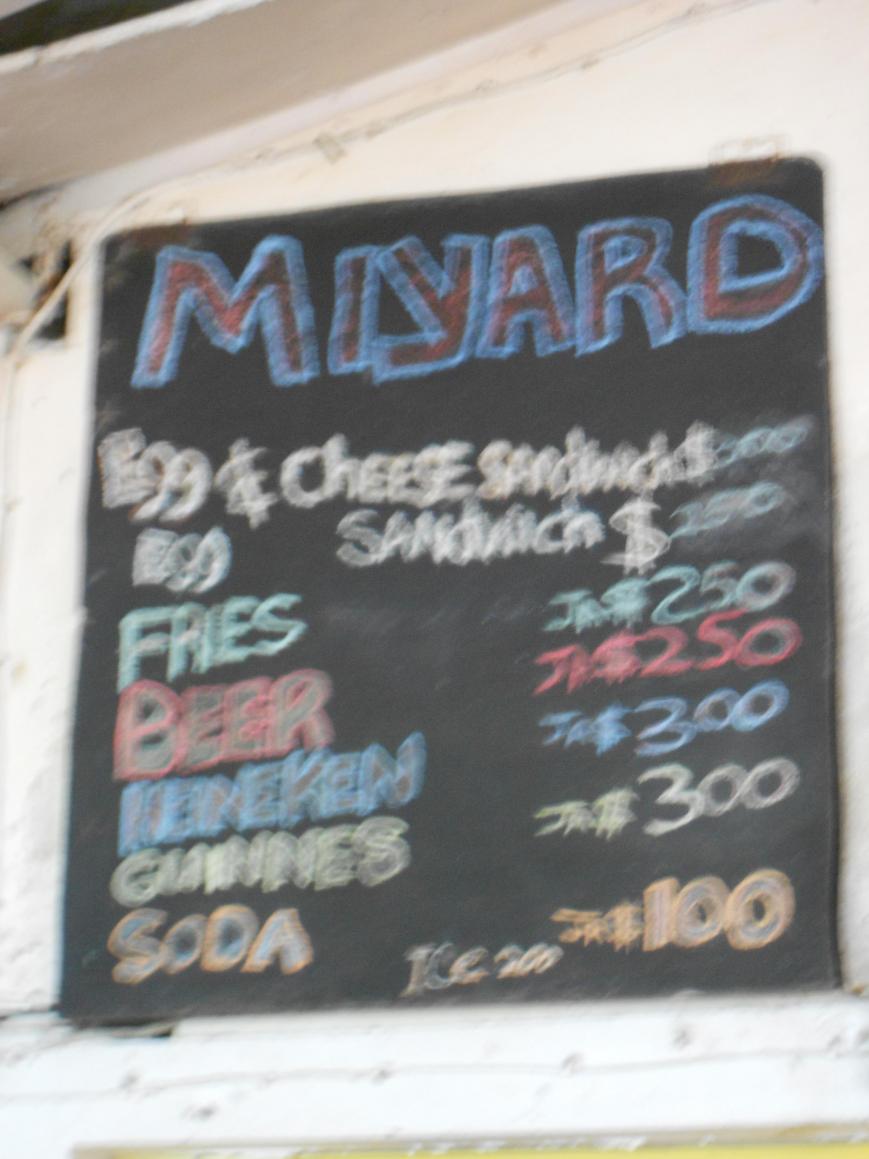 MIYARD
Egg & CHEESE SANDWICH $
Egg SANDWICH $
FRIES JA$250
BEER JA$250
HEINEKEN JA$300
GUINNES JA$300
SODA JA$100
ICE 200